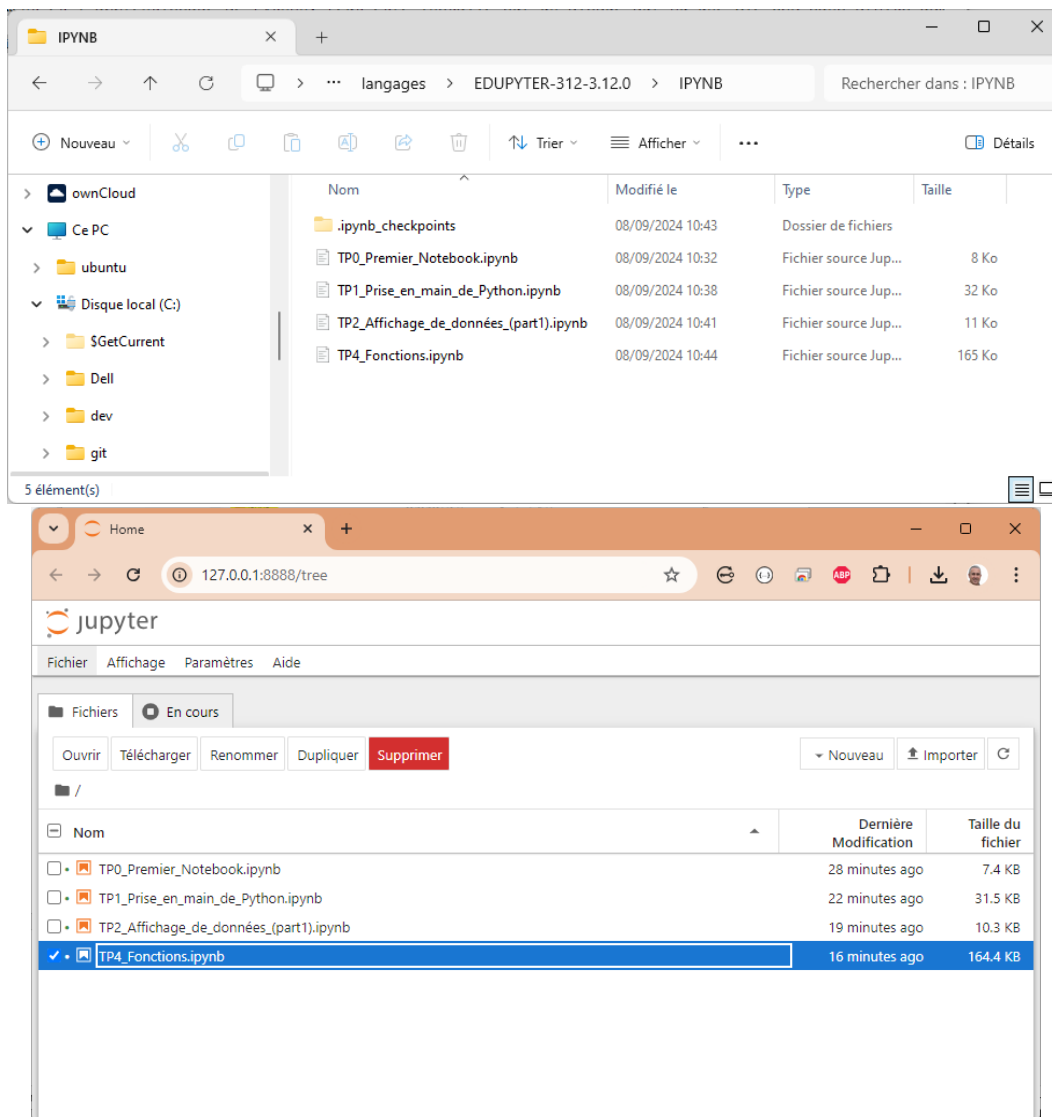 IPYNB
··· langages > EDUPYTER-312-3.12.0 > IPYNB Rechercher dans : IPYNB
Nouveau Trier Afficher ··· Détails
ownCloud
Ce PC
ubuntu
Disque local (C:)
$GetCurrent
Dell
dev
git
Nom Modifié le Type Taille
.ipynb_checkpoints 08/09/2024 10:43 Dossier de fichiers
TP0_Premier_Notebook.ipynb 08/09/2024 10:32 Fichier source Jup... 8 Ko
TP1_Prise_en_main_de_Python.ipynb 08/09/2024 10:38 Fichier source Jup... 32 Ko
TP2_Affichage_de_données_(part1).ipynb 08/09/2024 10:41 Fichier source Jup... 11 Ko
TP4_Fonctions.ipynb 08/09/2024 10:44 Fichier source Jup... 165 Ko
5 élément(s)
Home
127.0.0.1:8888/tree ABP
jupyter
Fichier Affichage Paramètres Aide
Fichiers En cours
Ouvrir Télécharger Renommer Dupliquer Supprimer Nouveau Importer
/
Nom Dernière Modification Taille du fichier
TP0_Premier_Notebook.ipynb 28 minutes ago 7.4 KB
TP1_Prise_en_main_de_Python.ipynb 22 minutes ago 31.5 KB
TP2_Affichage_de_données_(part1).ipynb 19 minutes ago 10.3 KB
TP4_Fonctions.ipynb 16 minutes ago 164.4 KB